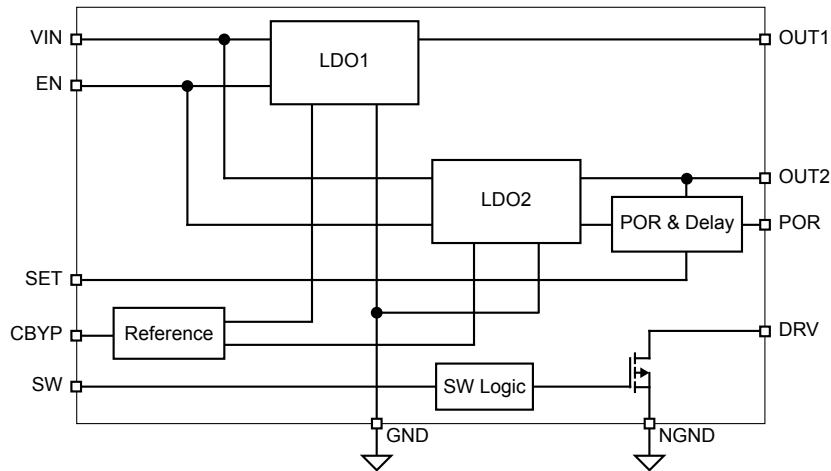 VIN
LDO1
OUT1
EN
LDO2
OUT2
POR & Delay
POR
SET
CBYP
Reference
DRV
SW
SW Logic
GND
NGND